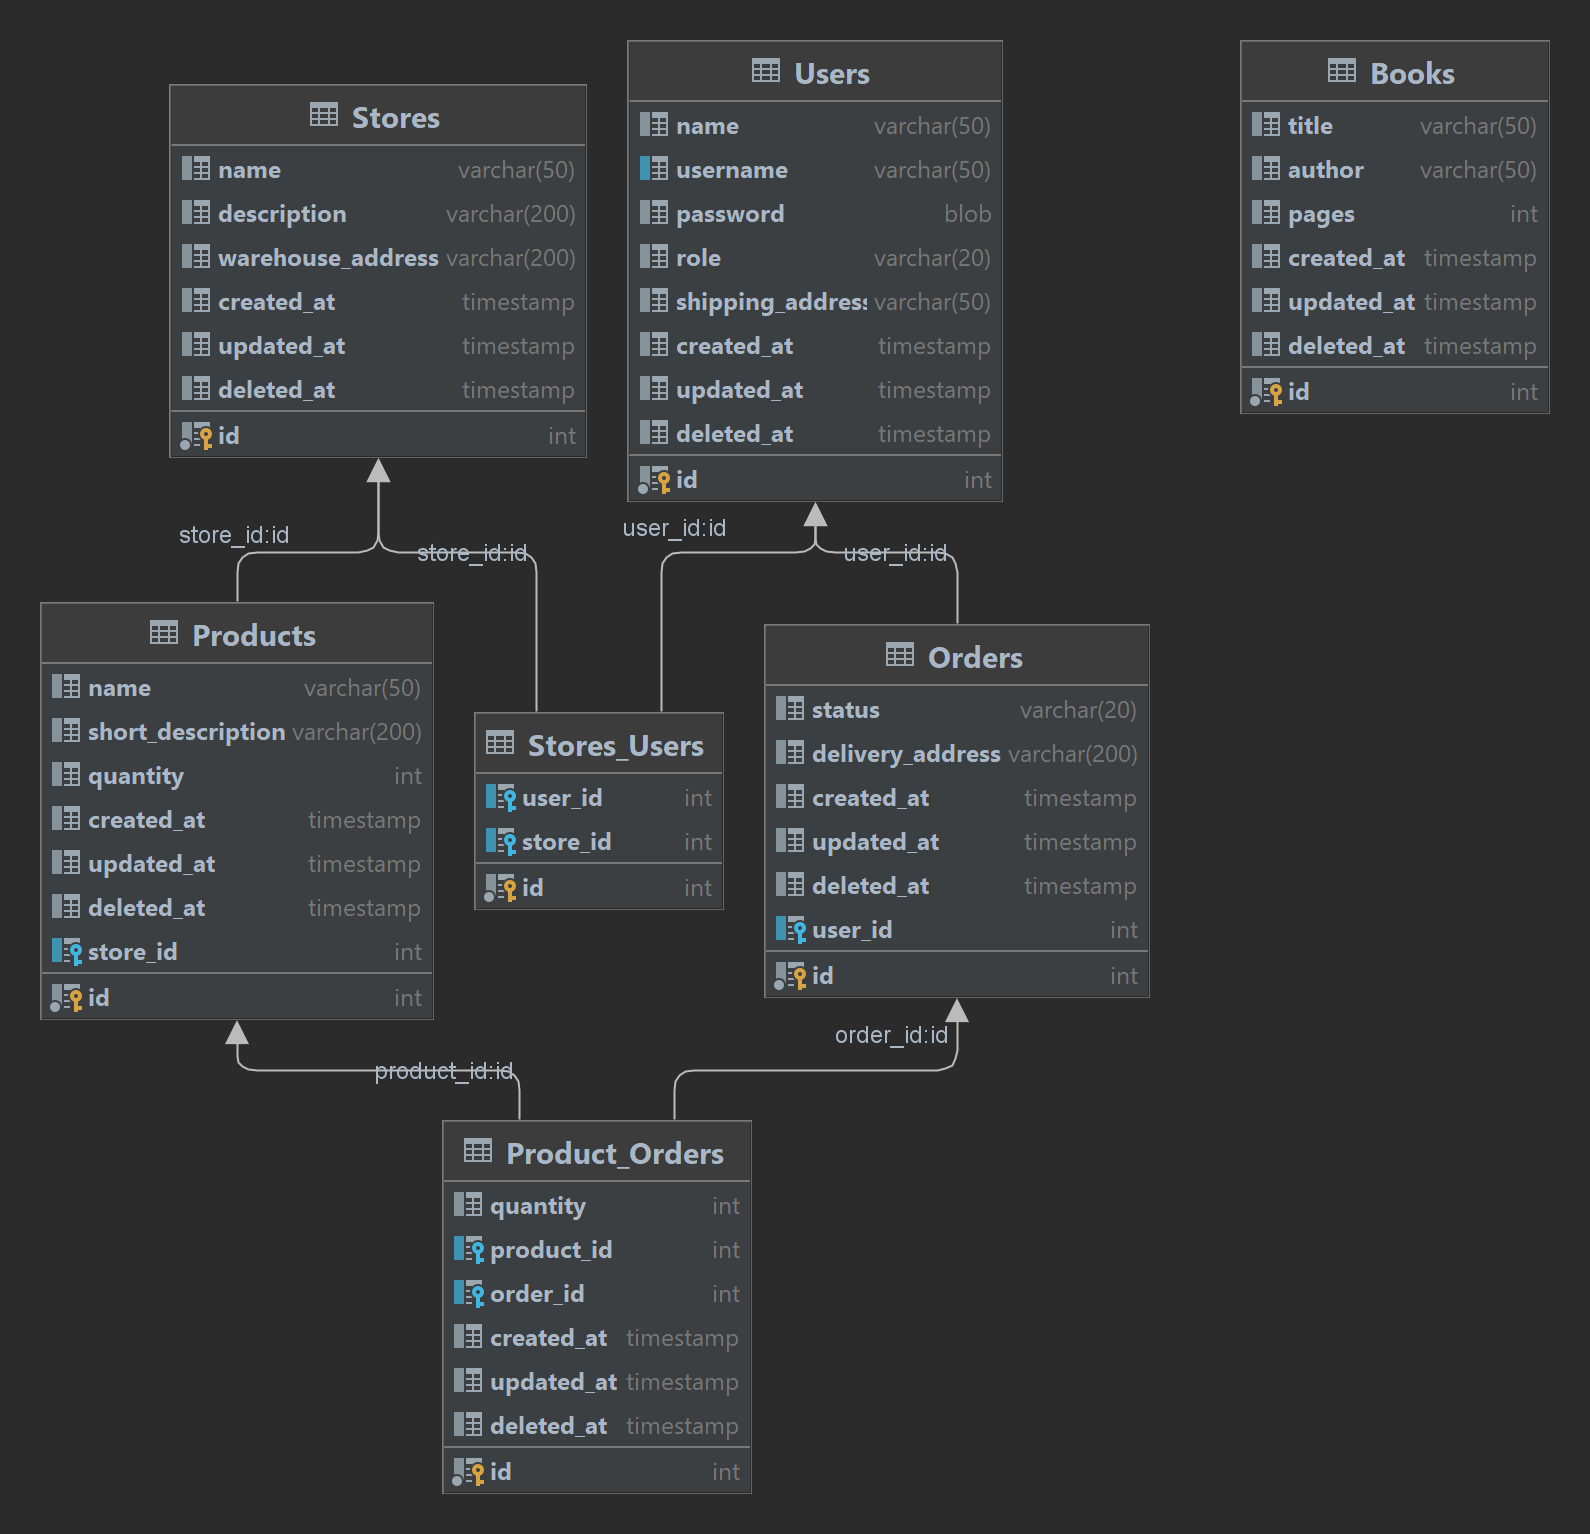 Stores
name varchar(50)
description varchar(200)
warehouse_address varchar(200)
created_at timestamp
updated_at timestamp
deleted_at timestamp
id int
Users
name varchar(50)
username varchar(50)
password blob
role varchar(20)
shipping_address varchar(50)
created_at timestamp
updated_at timestamp
deleted_at timestamp
id int
Books
title varchar(50)
author varchar(50)
pages int
created_at timestamp
updated_at timestamp
deleted_at timestamp
id int
store_id:id
store_id:id
user_id:id
user_id:id
Products
name varchar(50)
short_description varchar(200)
quantity int
created_at timestamp
updated_at timestamp
deleted_at timestamp
store_id int
id int
Stores_Users
user_id int
store_id int
id int
Orders
status varchar(20)
delivery_address varchar(200)
created_at timestamp
updated_at timestamp
deleted_at timestamp
user_id int
id int
product_id:id
order_id:id
Product_Orders
quantity int
product_id int
order_id int
created_at timestamp
updated_at timestamp
deleted_at timestamp
id int